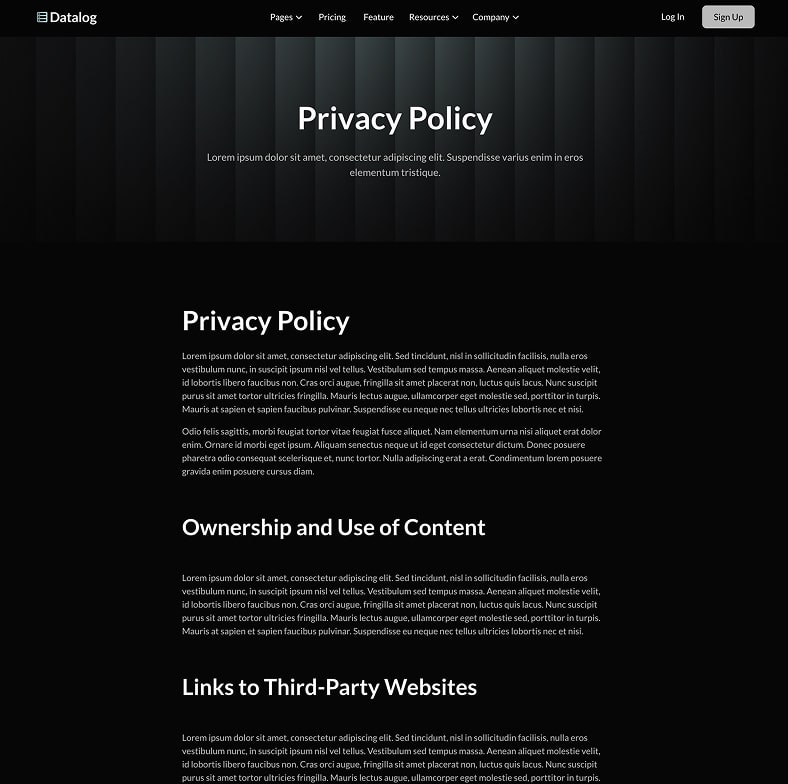 Datalog
Pages
Pricing
Feature
Resources
Company
Log In
Sign Up
Privacy Policy
Lorem ipsum dolor sit amet, consectetur adipiscing elit. Suspendisse varius enim in eros
elementum tristique.
Privacy Policy
Lorem ipsum dolor sit amet, consectetur adipiscing elit. Sed tincidunt, nisl in sollicitudin facilisis, nulla eros
vestibulum nunc, in suscipit ipsum nisl vel tellus. Vestibulum sed tempus massa. Aenean aliquet molestie velit,
id lobortis libero faucibus non. Cras orci augue, fringilla sit amet placerat non, luctus quis lacus. Nunc suscipit
purus sit amet tortor ultricies fringilla. Mauris lectus augue, ullamcorper eget molestie sed, porttitor in turpis.
Mauris at sapien et sapien faucibus pulvinar. Suspendisse eu neque nec tellus ultricies lobortis nec et nisi.
Odio felis sagittis, morbi feugiat tortor vitae feugiat fusce aliquet. Nam elementum urna nisi aliquet erat dolor
enim. Ornare id morbi eget ipsum. Aliquam senectus neque ut id eget consectetur dictum. Donec posuere
pharetra odio consequat scelerisque et, nunc tortor. Nulla adipiscing erat a erat. Condimentum lorem posuere
gravida enim posuere cursus diam.
Ownership and Use of Content
Lorem ipsum dolor sit amet, consectetur adipiscing elit. Sed tincidunt, nisl in sollicitudin facilisis, nulla eros
vestibulum nunc, in suscipit ipsum nisl vel tellus. Vestibulum sed tempus massa. Aenean aliquet molestie velit,
id lobortis libero faucibus non. Cras orci augue, fringilla sit amet placerat non, luctus quis lacus. Nunc suscipit
purus sit amet tortor ultricies fringilla. Mauris lectus augue, ullamcorper eget molestie sed, porttitor in turpis.
Mauris at sapien et sapien faucibus pulvinar. Suspendisse eu neque nec tellus ultricies lobortis nec et nisi.
Links to Third-Party Websites
Lorem ipsum dolor sit amet, consectetur adipiscing elit. Sed tincidunt, nisl in sollicitudin facilisis, nulla eros
vestibulum nunc, in suscipit ipsum nisl vel tellus. Vestibulum sed tempus massa. Aenean aliquet molestie velit,
id lobortis libero faucibus non. Cras orci augue, fringilla sit amet placerat non, luctus quis lacus. Nunc suscipit
purus sit amet tortor ultricies fringilla. Mauris lectus augue, ullamcorper eget molestie sed, porttitor in turpis.